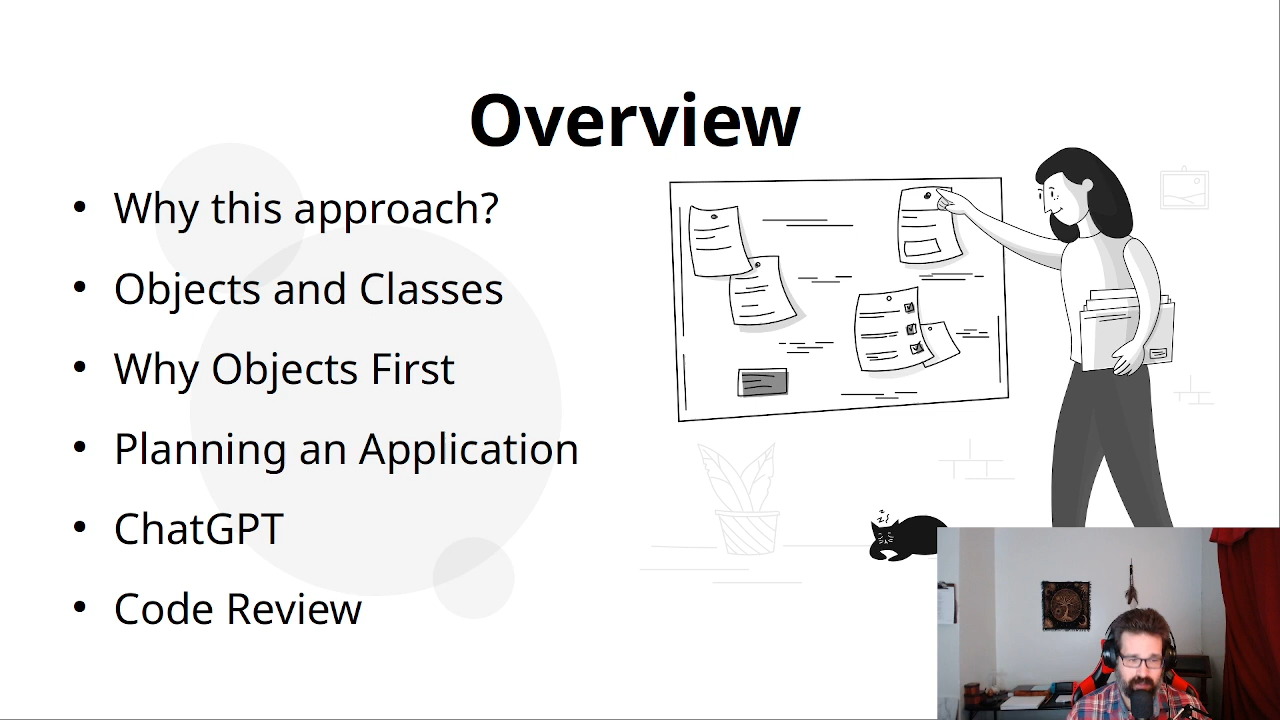 Overview
• Why this approach?
• Objects and Classes
• Why Objects First
• Planning an Application
• ChatGPT
• Code Review